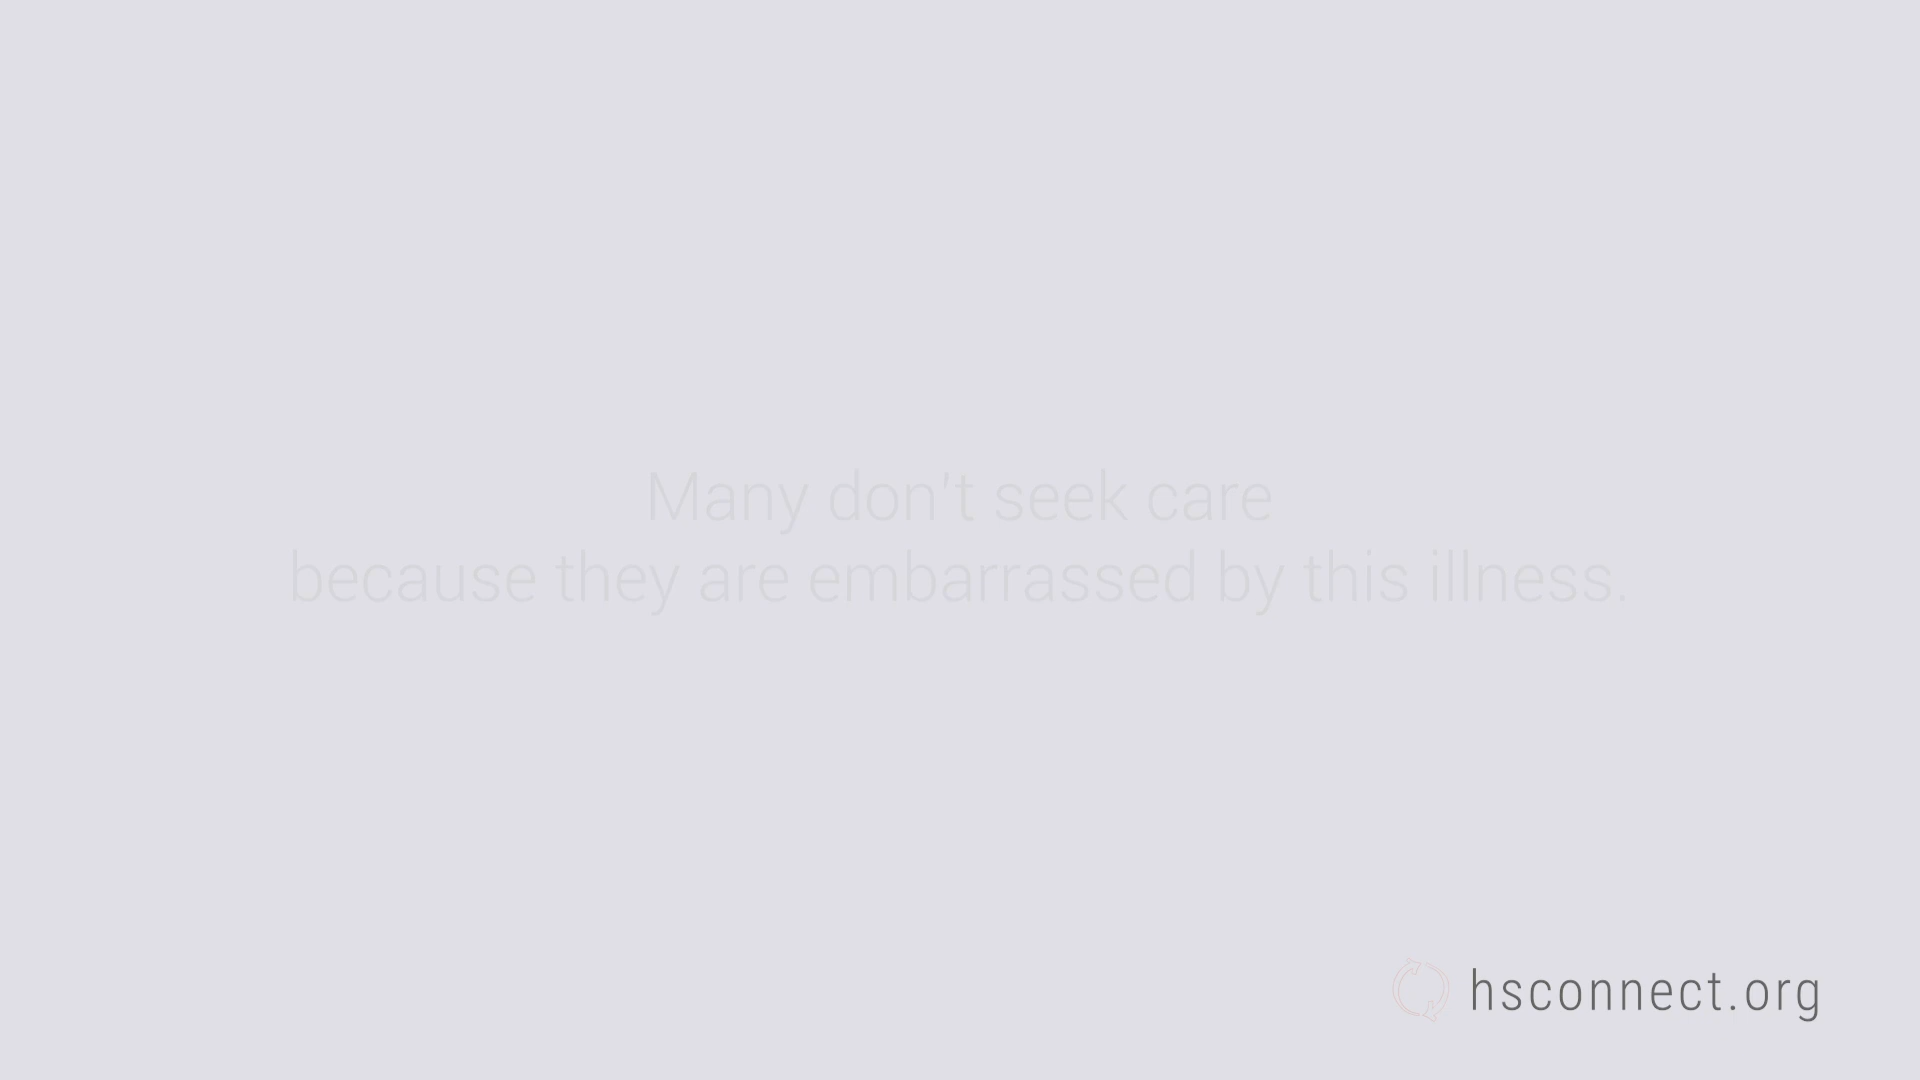 Many don't seek care
because they are embarrassed by this illness.
hsconnect.org